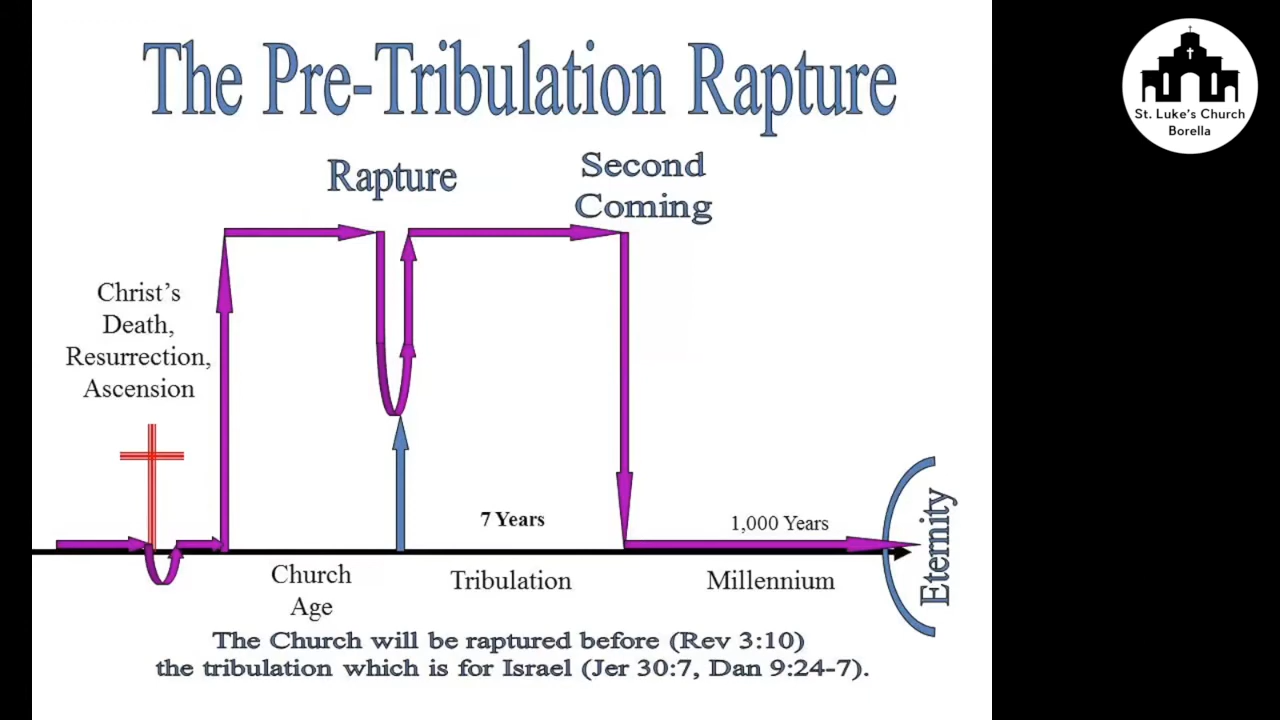 The Pre-Tribulation Rapture
St. Luke's Church
Borella
Rapture
Second
Coming
Christ's
Death,
Resurrection,
Ascension
7 Years
1,000 Years
Eternity
Church
Age
Tribulation
Millennium
The Church will be raptured before (Rev 3:10)
the tribulation which is for Israel (Jer 30:7, Dan 9:24-7).